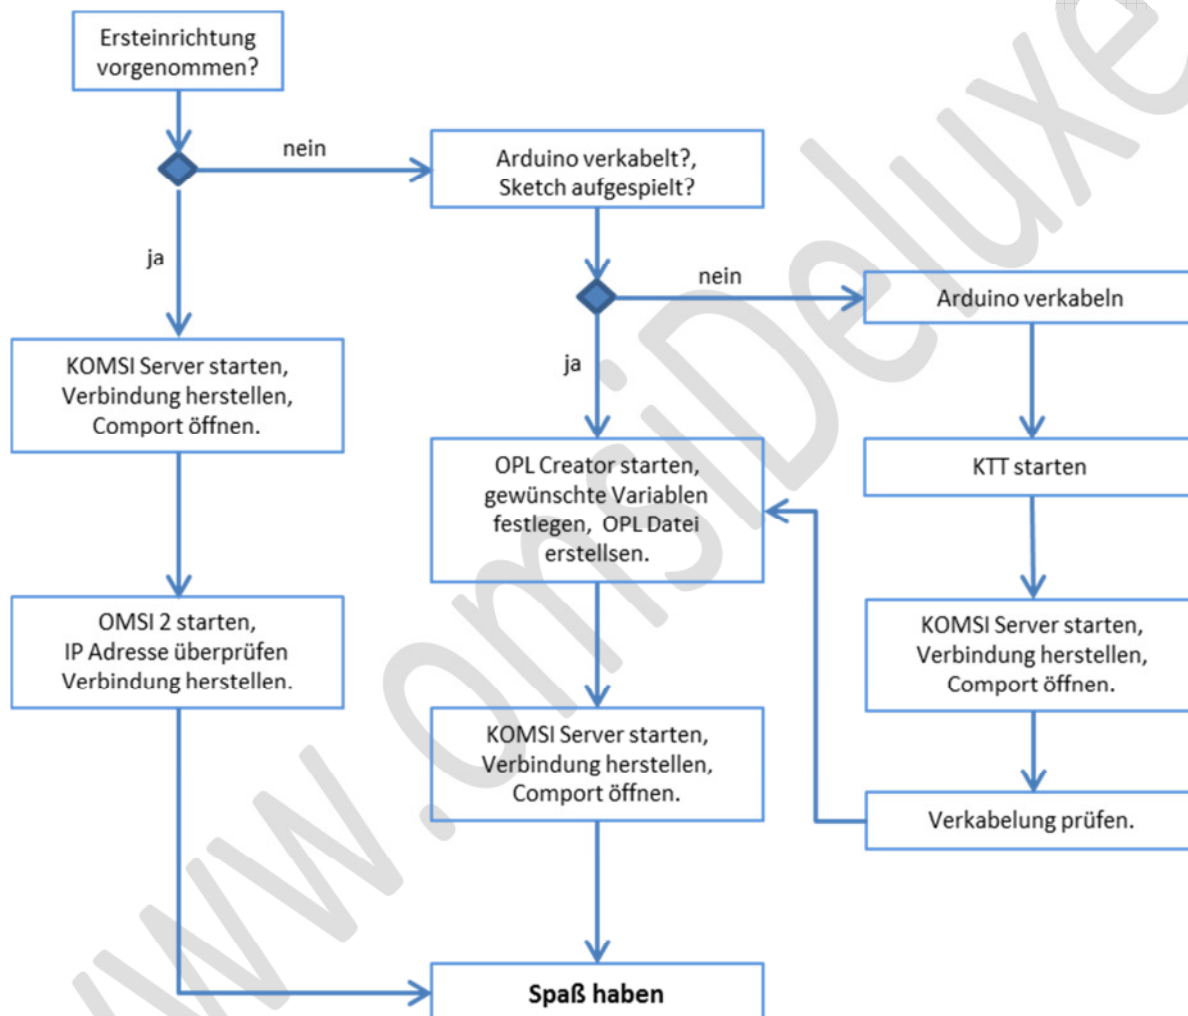 Ersteinrichtung
vorgenommen?
nein
Arduino verkabelt?,
Sketch aufgespielt?
ja
nein
Arduino verkabeln
KOMSI Server starten,
Verbindung herstellen,
Comport öffnen.
ja
OPL Creator starten,
gewünschte Variablen
festlegen, OPL Datei
erstellsen.
KTT starten
OMSI 2 starten,
IP Adresse überprüfen
Verbindung herstellen.
KOMSI Server starten,
Verbindung herstellen,
Comport öffnen.
KOMSI Server starten,
Verbindung herstellen,
Comport öffnen.
Verkabelung prüfen.
Spaß haben
www.omsiDeluxe